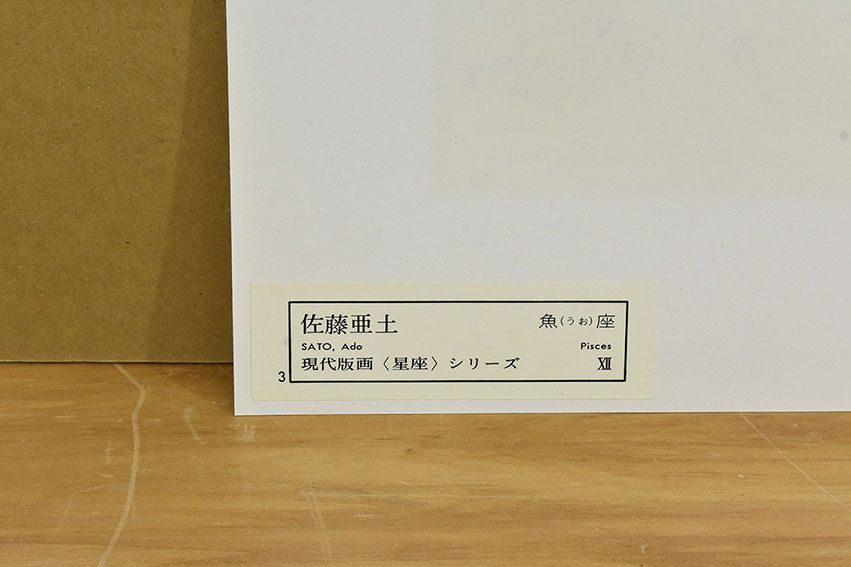 佐藤亜土 魚(うお)座
SATO, Ado Pisces
現代版画〈星座〉シリーズ XII
3